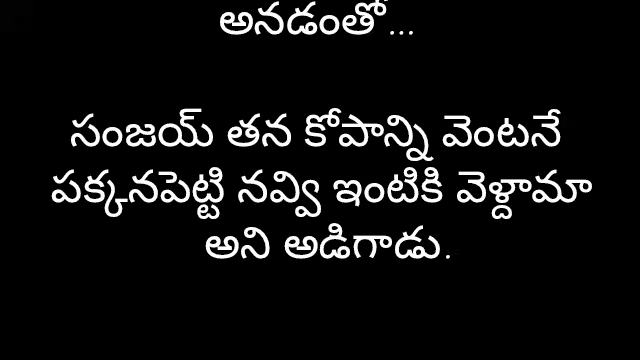 అనడంతో...
సంజయ్ తన కోపాన్ని వెంటనే
పక్కనపెట్టి నవ్వి ఇంటికి వెళ్దామా
అని అడిగాడు.